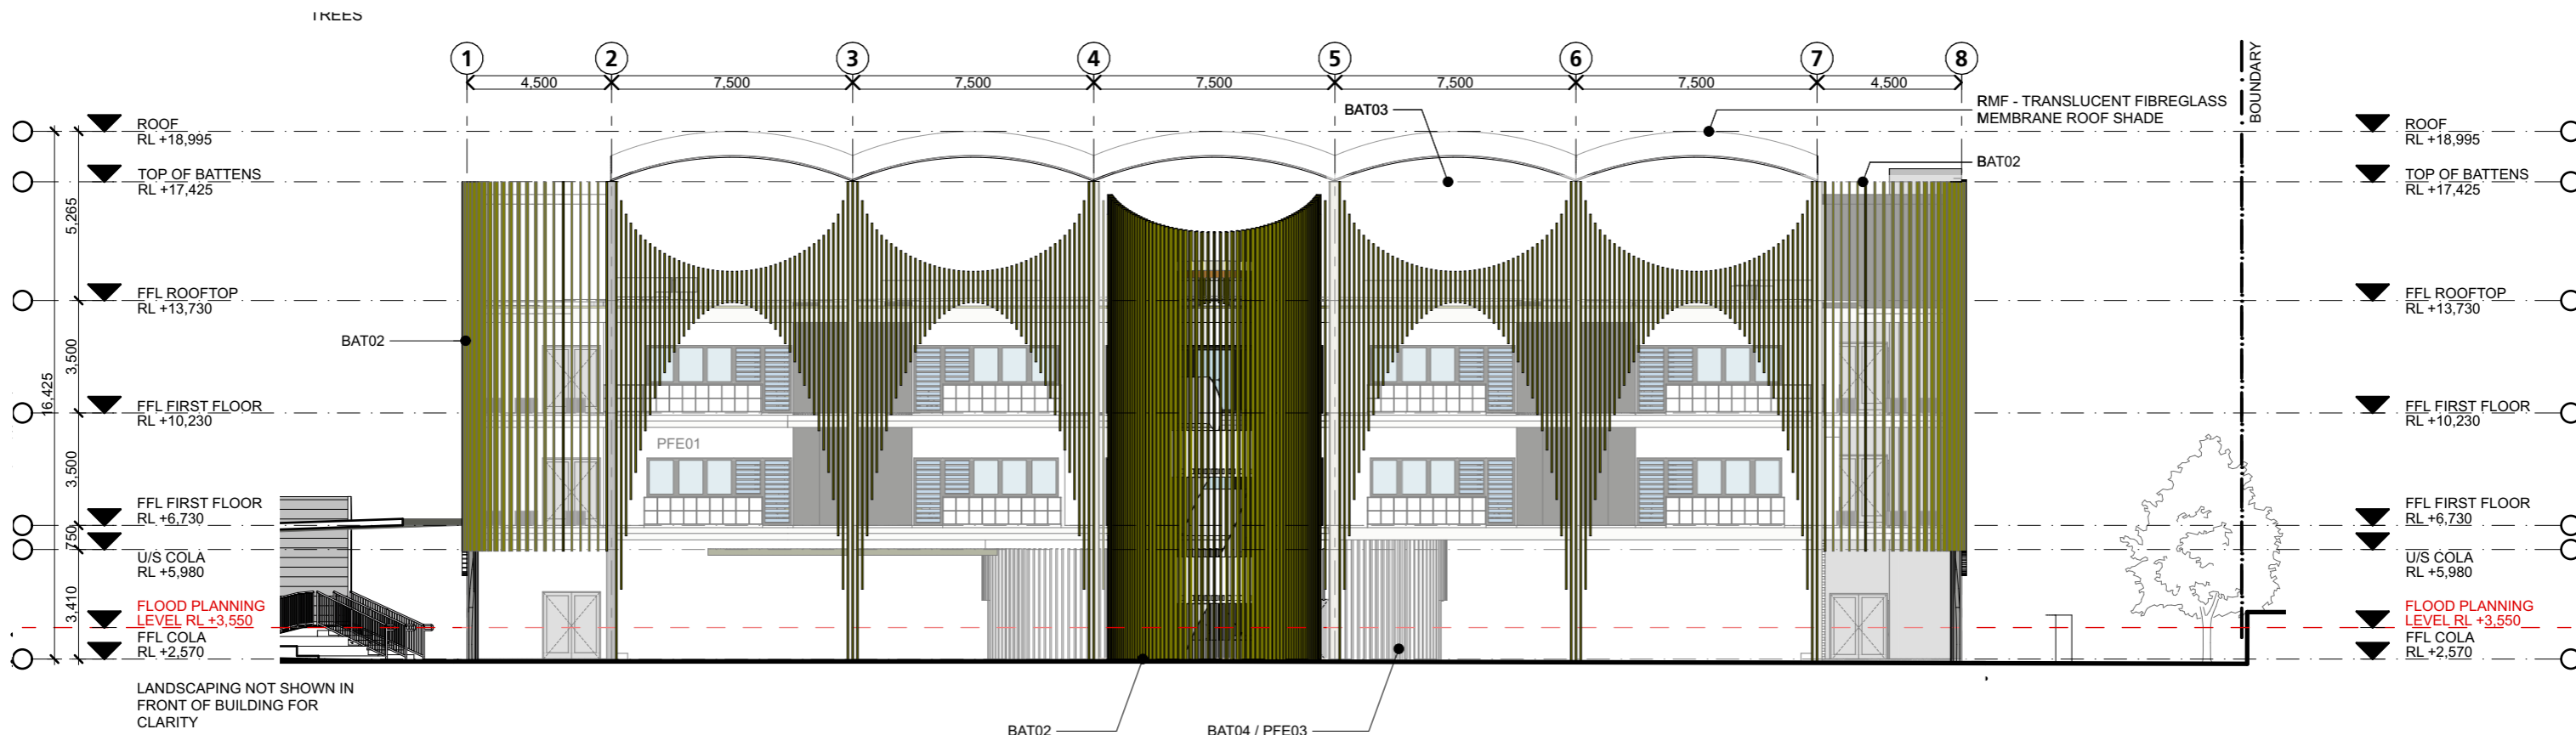 TREES
1 2 3 4 5 6 7 8
4,500 7,500 7,500 7,500 7,500 7,500 4,500
BOUNDARY
BAT03
RMF - TRANSLUCENT FIBREGLASS
MEMBRANE ROOF SHADE
BAT02
ROOF
RL +18,995
TOP OF BATTENS
RL +17,425
FFL ROOFTOP
RL +13,730
FFL FIRST FLOOR
RL +10,230
FFL FIRST FLOOR
RL +6,730
U/S COLA
RL +5,980
FLOOD PLANNING
LEVEL RL +3,550
FFL COLA
RL +2,570
5,265
3,500
3,500
750
3,410
16,425
BAT02
PFE01
ROOF
RL +18,995
TOP OF BATTENS
RL +17,425
FFL ROOFTOP
RL +13,730
FFL FIRST FLOOR
RL +10,230
FFL FIRST FLOOR
RL +6,730
U/S COLA
RL +5,980
FLOOD PLANNING
LEVEL RL +3,550
FFL COLA
RL +2,570
LANDSCAPING NOT SHOWN IN
FRONT OF BUILDING FOR
CLARITY
BAT02
BAT04 / PFE03